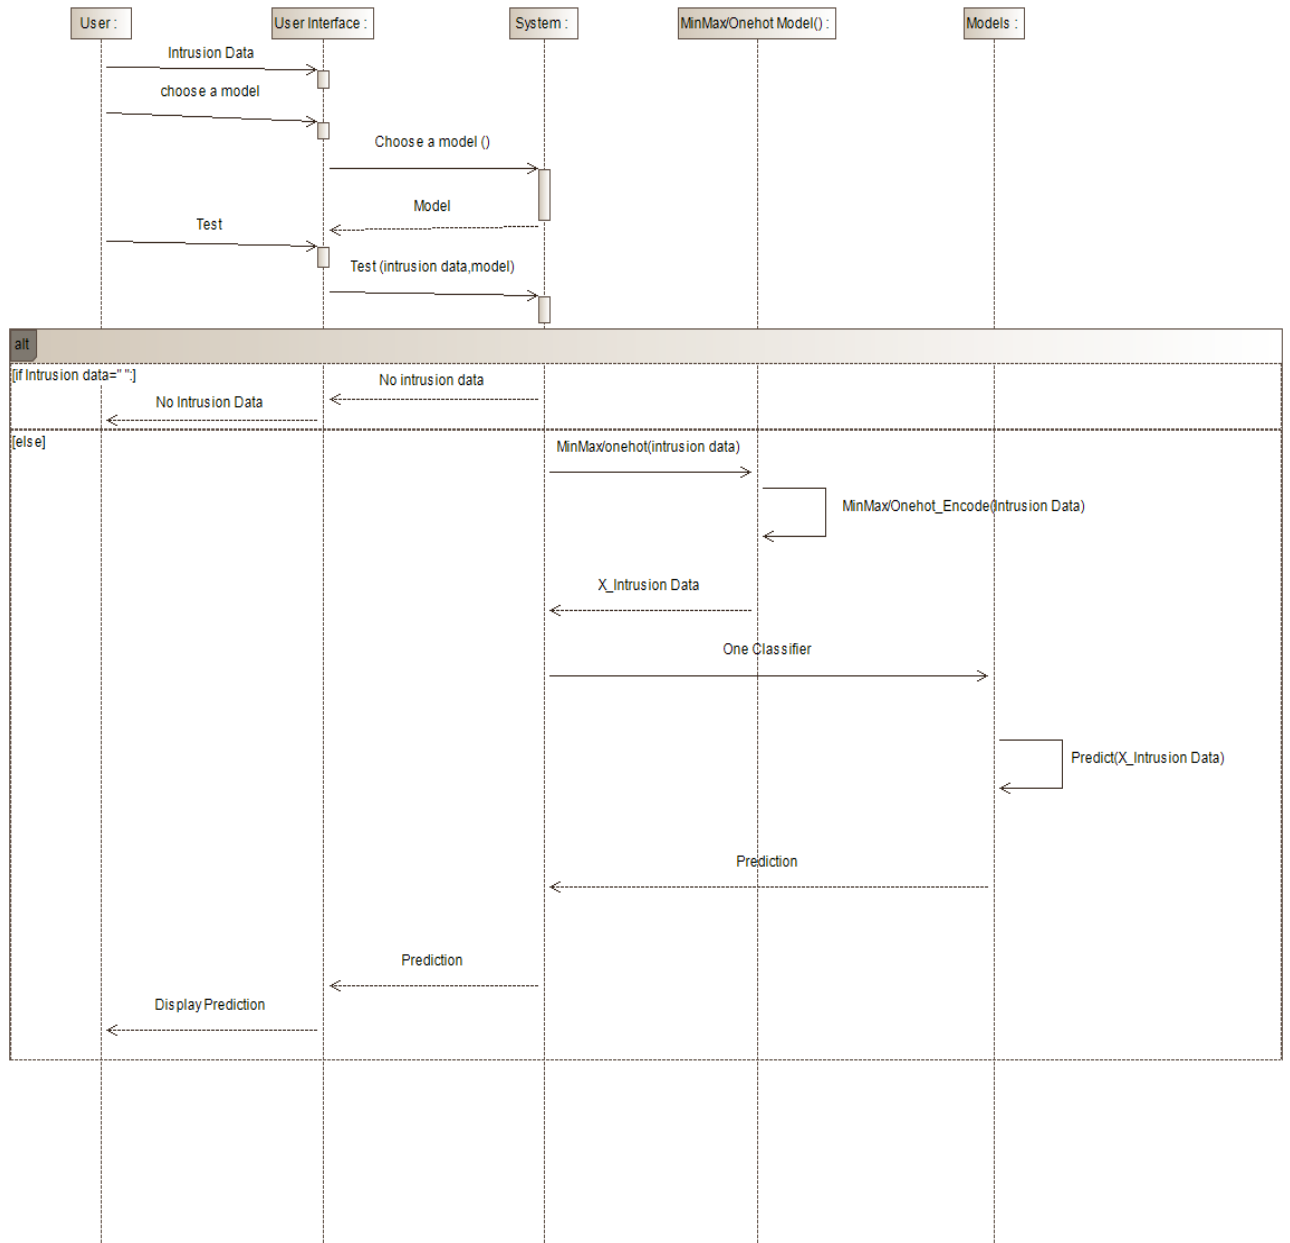 User :
User Interface :
System :
MinMax/Onehot Model() :
Models :
Intrusion Data
choose a model
Choose a model ()
Model
Test
Test (intrusion data,model)
alt
[if Intrusion data=" ":]
No intrusion data
No Intrusion Data
[else]
MinMax/onehot(intrusion data)
MinMax/Onehot_Encode(Intrusion Data)
X_Intrusion Data
One Classifier
Predict(X_Intrusion Data)
Prediction
Prediction
Display Prediction